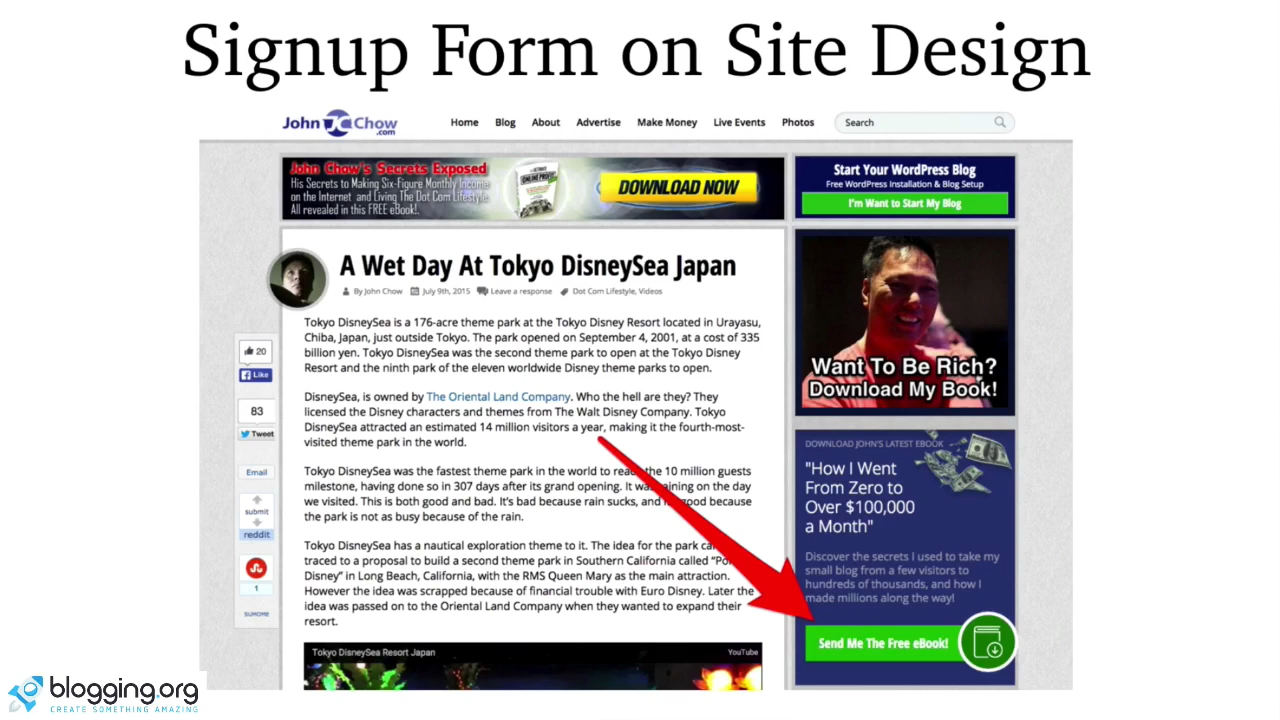 Signup Form on Site Design
John Chow
.com
Home Blog About Advertise Make Money Live Events Photos Search
John Chow's Secrets Exposed
His Secrets to Making Six-Figure Monthly Income
on the Internet and Living The Dot Com Lifestyle.
All revealed in this FREE eBook!.
ONLINE PROFIT
DOWNLOAD NOW
Start Your WordPress Blog
Free WordPress Installation & Blog Setup
I'm Want to Start My Blog
A Wet Day At Tokyo DisneySea Japan
By John Chow July 9th, 2015 Leave a response Dot Com Lifestyle, Videos
Tokyo DisneySea is a 176-acre theme park at the Tokyo Disney Resort located in Urayasu,
Chiba, Japan, just outside Tokyo. The park opened on September 4, 2001, at a cost of 335
billion yen. Tokyo DisneySea was the second theme park to open at the Tokyo Disney
Resort and the ninth park of the eleven worldwide Disney theme parks to open.
DisneySea, is owned by The Oriental Land Company. Who the hell are they? They
licensed the Disney characters and themes from The Walt Disney Company. Tokyo
DisneySea attracted an estimated 14 million visitors a year, making it the fourth-most-
visited theme park in the world.
Tokyo DisneySea was the fastest theme park in the world to reach the 10 million guests
milestone, having done so in 307 days after its grand opening. It was raining on the day
we visited. This is both good and bad. It's bad because rain sucks, and it's good because
the park is not as busy because of the rain.
Tokyo DisneySea has a nautical exploration theme to it. The idea for the park can
traced to a proposal to build a second theme park in Southern California called "Port
Disney" in Long Beach, California, with the RMS Queen Mary as the main attraction.
However the idea was scrapped because of financial trouble with Euro Disney. Later the
idea was passed on to the Oriental Land Company when they wanted to expand their
resort.
Tokyo DisneySea Resort Japan YouTube
20
Like
83
Tweet
Email
submit
reddit
1
SUMOME
Want To Be Rich?
Download My Book!
DOWNLOAD JOHN'S LATEST EBOOK
"How I Went
From Zero to
Over $100,000
a Month"
Discover the secrets I used to take my
small blog from a few visitors to
hundreds of thousands, and how I
made millions along the way!
Send Me The Free eBook!
blogging.org
CREATE SOMETHING AMAZING